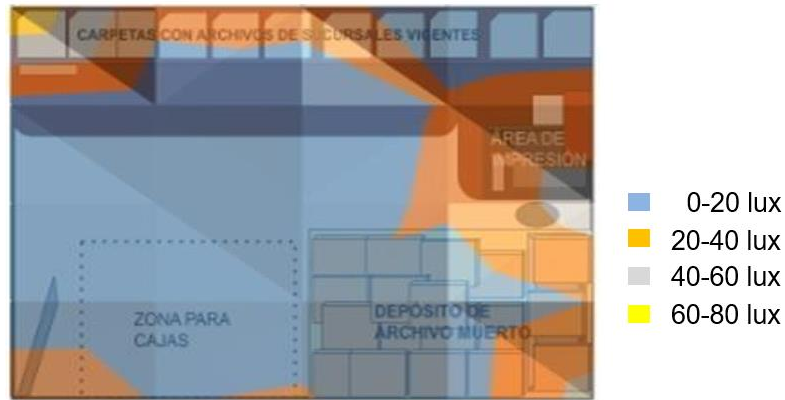 CARPETAS CON ARCHIVOS DE SUCURSALES VIGENTES
ÁREA DE
IMPRESIÓN
0-20 lux
20-40 lux
40-60 lux
60-80 lux
ZONA PARA
CAJAS
DEPÓSITO DE
ARCHIVO MUERTO